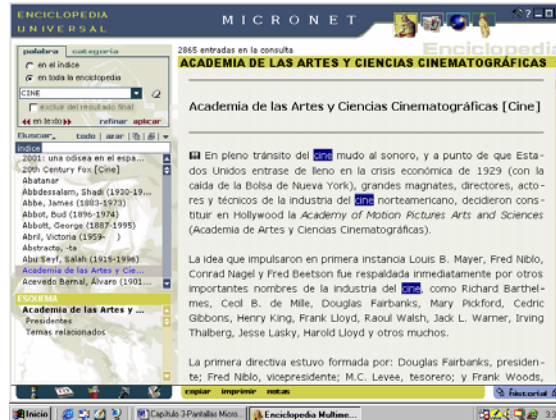 ENCICLOPEDIA
UNIVERSAL
MICRONET
palabra categoría
en el índice
en toda la enciclopedia
CINE
excluir del resultado final
en texto refinar aplicar
Buscar. todo azar
índice
2001: una odisea en el espa...
20th Century Fox [Cine]
Abatanar
Abbdessalam, Shadi (1930-19...
Abbe, James (1883-1973)
Abbot, Bud (1896-1974)
Abbott, George (1887-1995)
Abril, Victoria (1959- )
Abstracto, -ta
Abu Seyf, Salah (1915-1996)
Academia de las Artes y Cie...
Acevedo Bernal, Álvaro (1901...
ESQUEMA
Academia de las Artes y ...
Presidentes
Temas relacionados
2865 entradas en la consulta
Enciclopedia
ACADEMIA DE LAS ARTES Y CIENCIAS CINEMATOGRÁFICAS
Academia de las Artes y Ciencias Cinematográficas [Cine]
En pleno tránsito del cine mudo al sonoro, y a punto de que Esta-
dos Unidos entrase de lleno en la crisis económica de 1929 (con la
caída de la Bolsa de Nueva York), grandes magnates, directores, acto-
res y técnicos de la industria del cine norteamericano, decidieron cons-
tituir en Hollywood la Academy of Motion Pictures Arts and Sciences
(Academia de Artes y Ciencias Cinematográficas).
La idea que impulsaron en primera instancia Louis B. Mayer, Fred Niblo,
Conrad Nagel y Fred Beetson fue respaldada inmediatamente por otros
importantes nombres de la industria del cine, como Richard Barthel-
mes, Cecil B. de Mille, Douglas Fairbanks, Mary Pickford, Cedric
Gibbons, Henry King, Frank Lloyd, Raoul Walsh, Jack L. Warner, Irving
Thalberg, Jesse Lasky, Harold Lloyd y otros muchos.
La primera directiva estuvo formada por: Douglas Fairbanks, presiden-
te; Fred Niblo, vicepresidente; M.C. Levee, tesorero; y Frank Woods,
copiar imprimir notas historial
Inicio Capítulo 3-Pantallas Micro... Enciclopedia Multime...